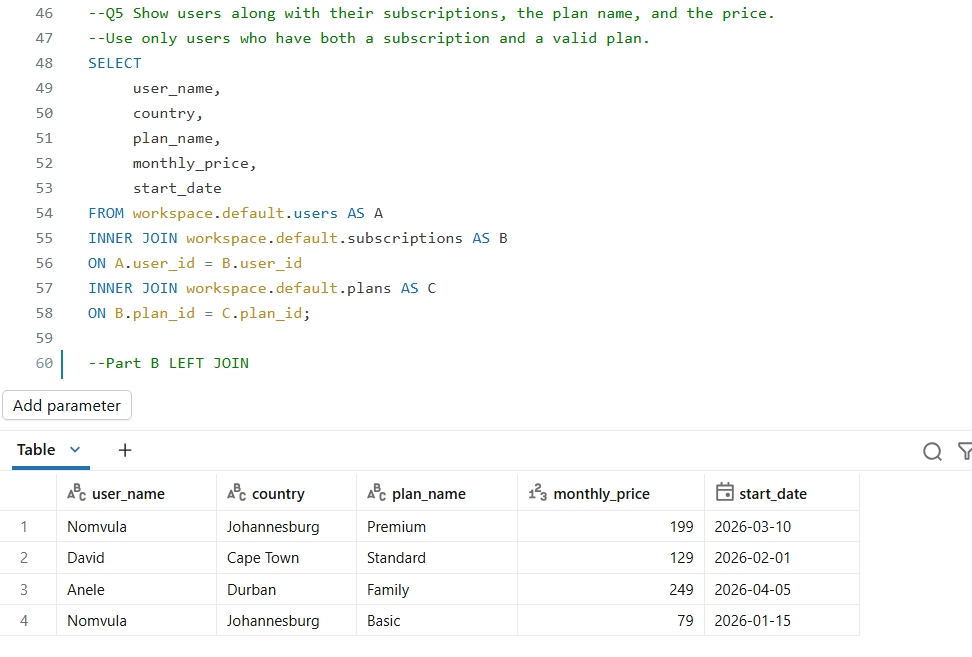 46 --Q5 Show users along with their subscriptions, the plan name, and the price.
47 --Use only users who have both a subscription and a valid plan.
48 SELECT
49 user_name,
50 country,
51 plan_name,
52 monthly_price,
53 start_date
54 FROM workspace.default.users AS A
55 INNER JOIN workspace.default.subscriptions AS B
56 ON A.user_id = B.user_id
57 INNER JOIN workspace.default.plans AS C
58 ON B.plan_id = C.plan_id;
59
60 --Part B LEFT JOIN
Add parameter
Table +
ABC user_name ABC country ABC plan_name 123 monthly_price start_date
1 Nomvula Johannesburg Premium 199 2026-03-10
2 David Cape Town Standard 129 2026-02-01
3 Anele Durban Family 249 2026-04-05
4 Nomvula Johannesburg Basic 79 2026-01-15